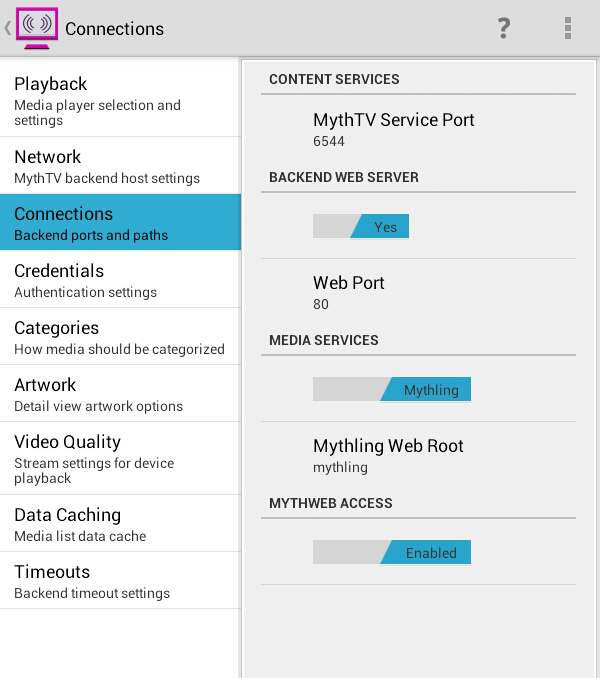 Connections
?
Playback
Media player selection and
settings
Network
MythTV backend host settings
Connections
Backend ports and paths
Credentials
Authentication settings
Categories
How media should be categorized
Artwork
Detail view artwork options
Video Quality
Stream settings for device
playback
Data Caching
Media list data cache
Timeouts
Backend timeout settings
CONTENT SERVICES
MythTV Service Port
6544
BACKEND WEB SERVER
Yes
Web Port
80
MEDIA SERVICES
Mythling
Mythling Web Root
mythling
MYTHWEB ACCESS
Enabled